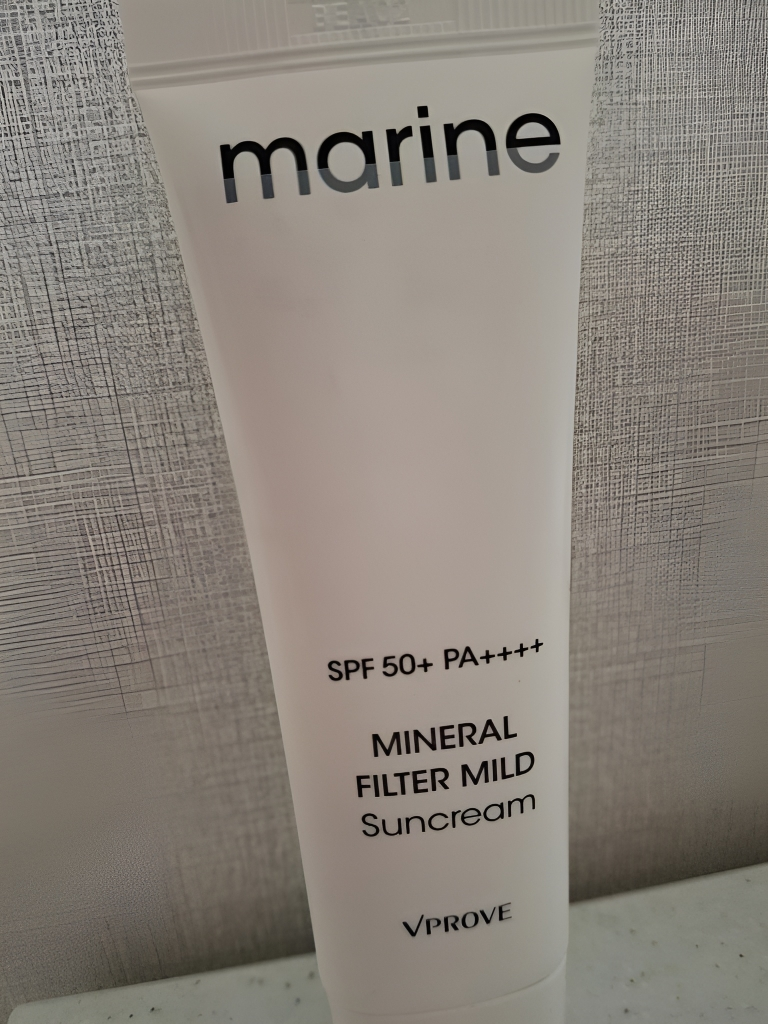 marine
SPF 50+ PA++++
MINERAL
FILTER MILD
Suncream
VPROVE